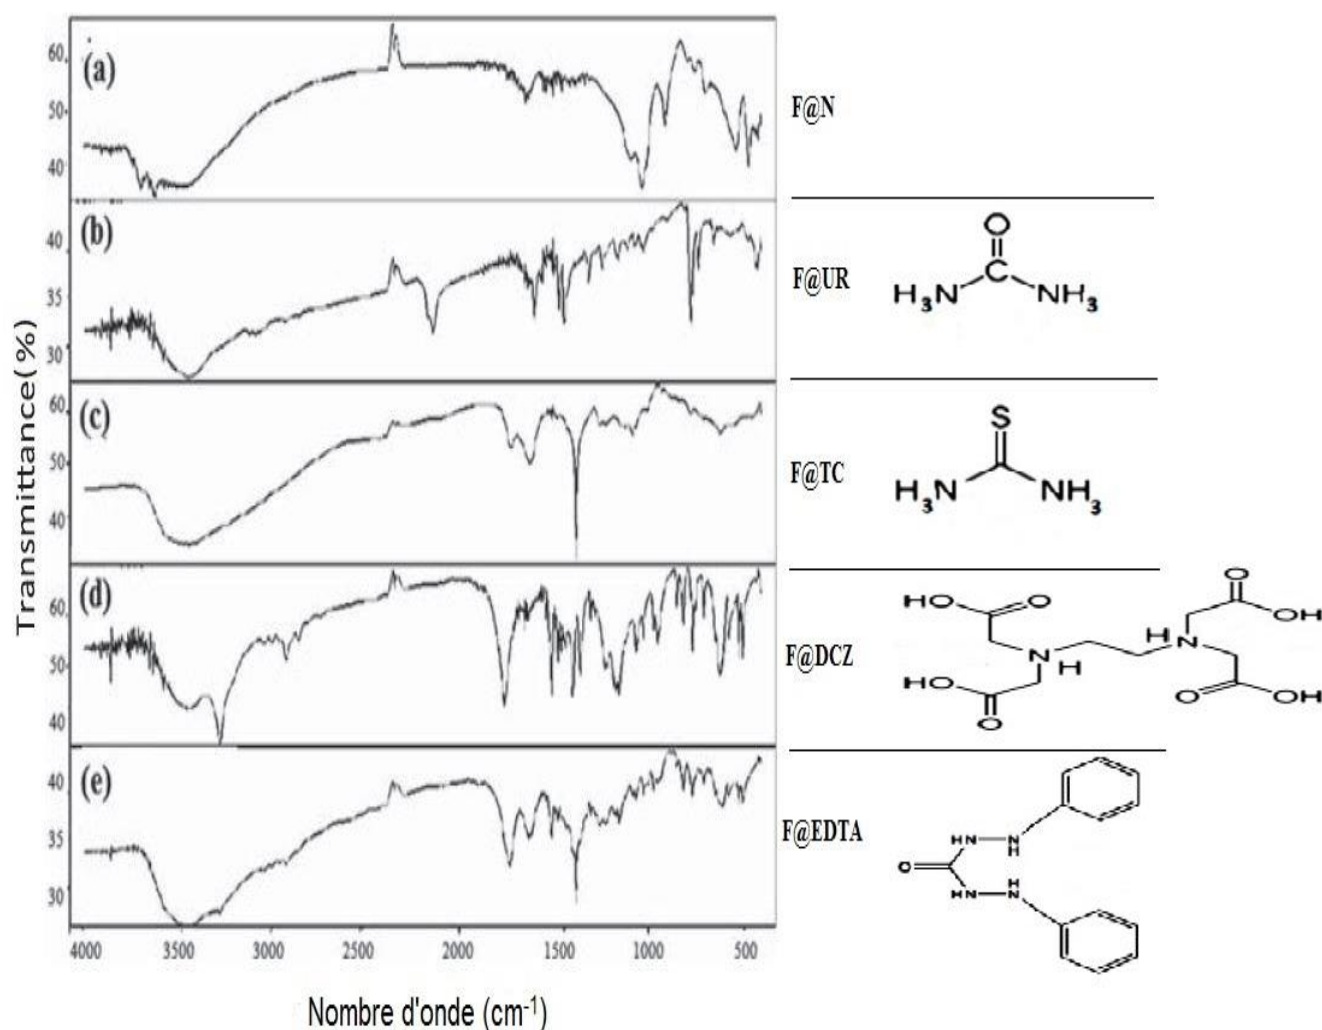 60
(a)
50
40
F@N
(b)
40
35
30
F@UR
O
C
H3N
NH3
(c)
60
50
40
F@TC
S
H3N
NH3
(d)
60
50
40
F@DCZ
O
HO
O
OH
N
H
H
N
HO
O
O
OH
(e)
40
35
30
F@EDTA
HN
N
H
O
H
HN
N
Transmittance(%)
4000 3500 3000 2500 2000 1500 1000 500
Nombre d'onde (cm-1)